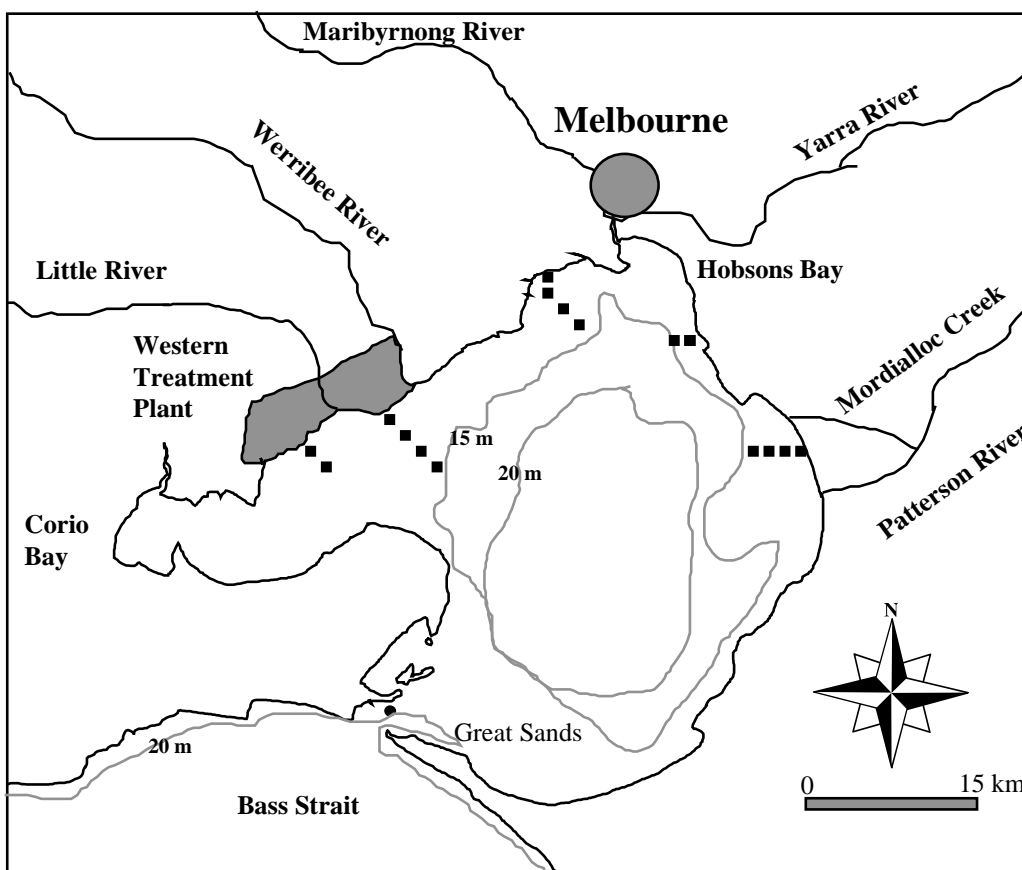 Maribyrnong River
Melbourne
Yarra River
Werribee River
Little River
Hobsons Bay
Western
Treatment
Plant
Mordialloc Creek
15 m
20 m
Patterson River
Corio
Bay
N
Great Sands
20 m
Bass Strait
0 15 km